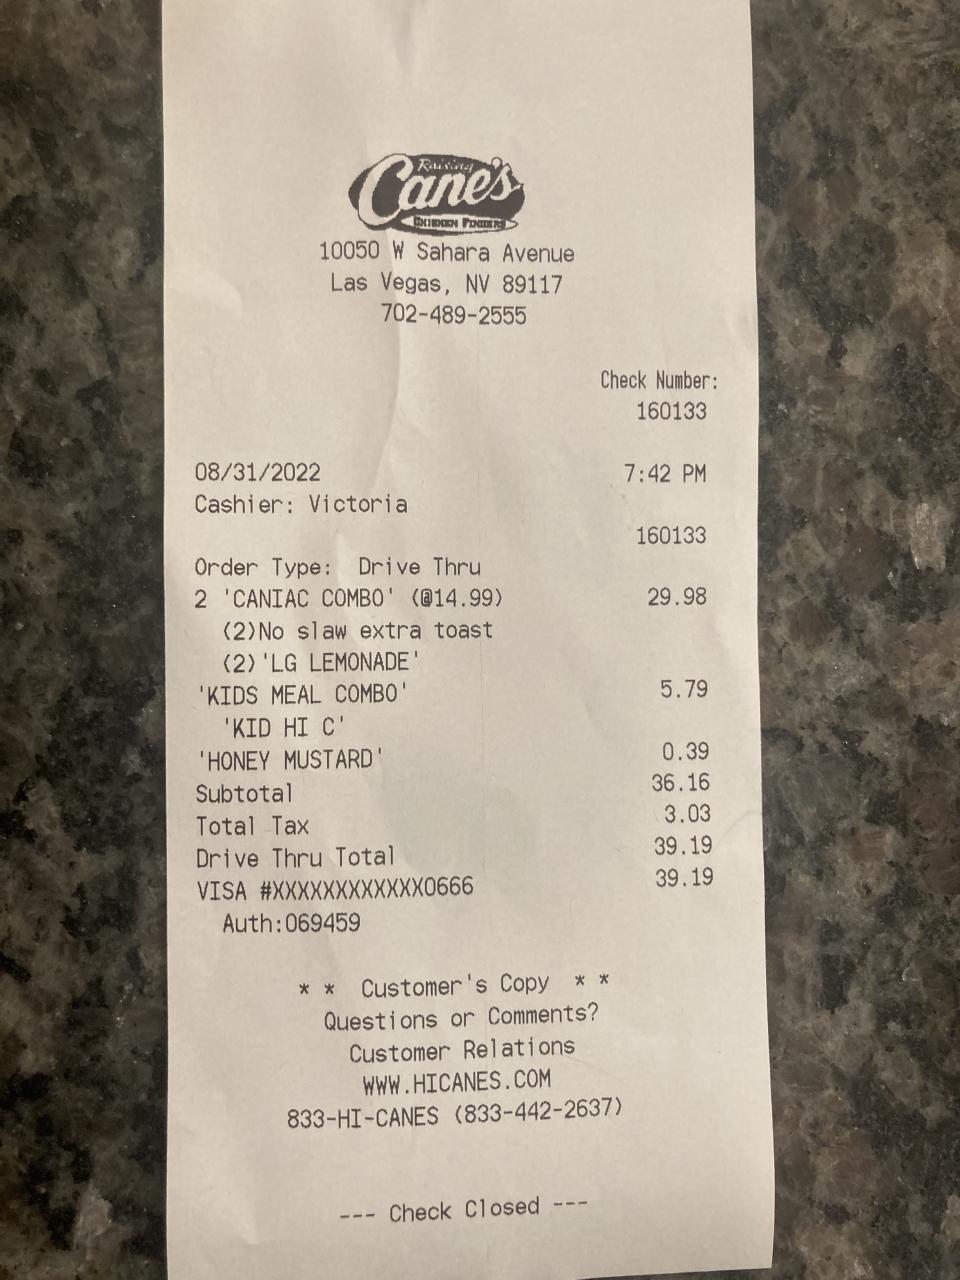 Raising
Cane's
CHICKEN FINGERS
10050 W Sahara Avenue
Las Vegas, NV 89117
702-489-2555
Check Number:
160133
08/31/2022 7:42 PM
Cashier: Victoria
160133
Order Type: Drive Thru
2 'CANIAC COMBO' (@14.99) 29.98
(2)No slaw extra toast
(2)'LG LEMONADE'
'KIDS MEAL COMBO' 5.79
'KID HI C'
'HONEY MUSTARD' 0.39
Subtotal 36.16
Total Tax 3.03
Drive Thru Total 39.19
VISA #XXXXXXXXXXXX0666 39.19
Auth:069459
* * Customer's Copy * *
Questions or Comments?
Customer Relations
WWW.HICANES.COM
833-HI-CANES (833-442-2637)
--- Check Closed ---